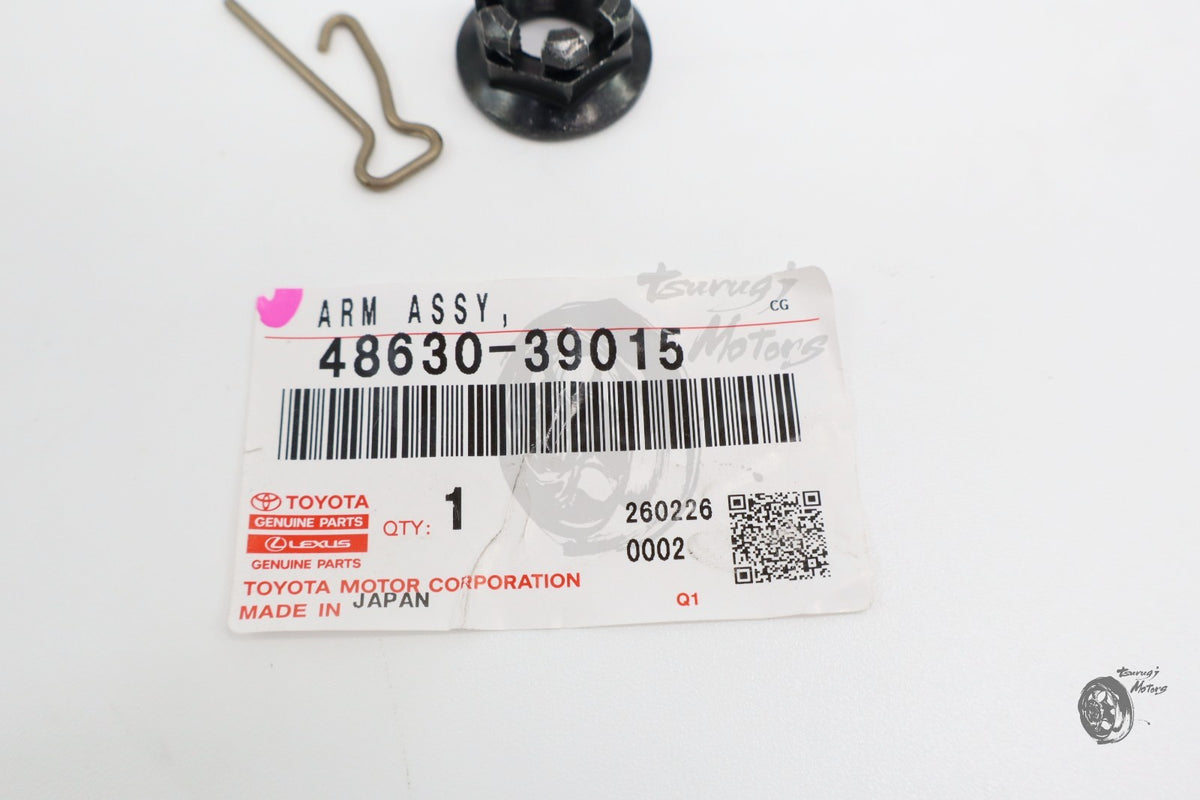 ARM ASSY,
CG
48630-39015
tsurugi
Motors
TOYOTA
GENUINE PARTS
LEXUS
GENUINE PARTS
QTY: 1
260226
0002
TOYOTA MOTOR CORPORATION
MADE IN JAPAN
Q1
tsurugi
Motors